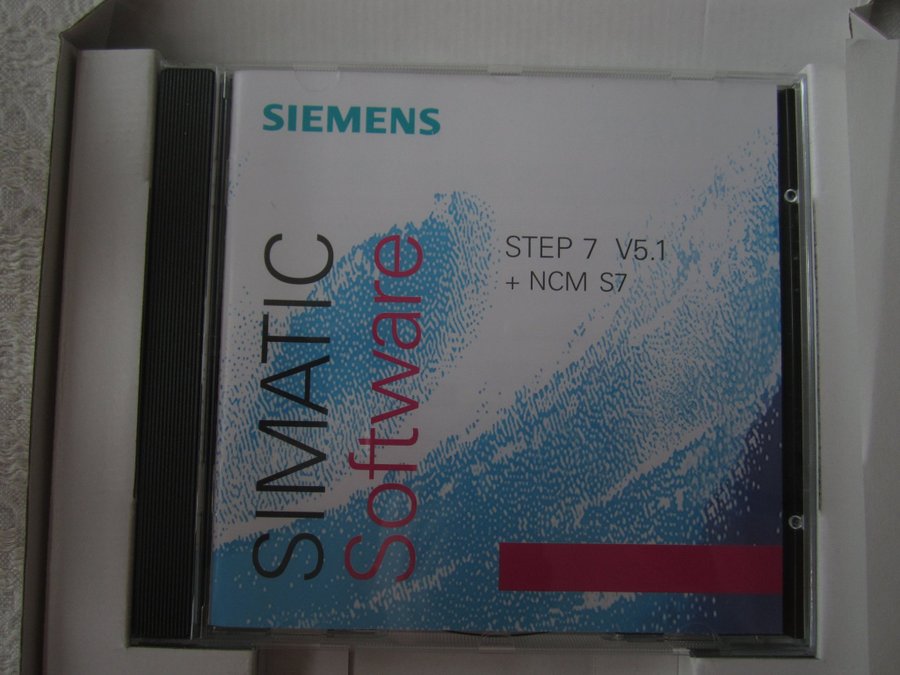 SIEMENS
SIMATIC
Software
STEP 7 V5.1
+ NCM S7